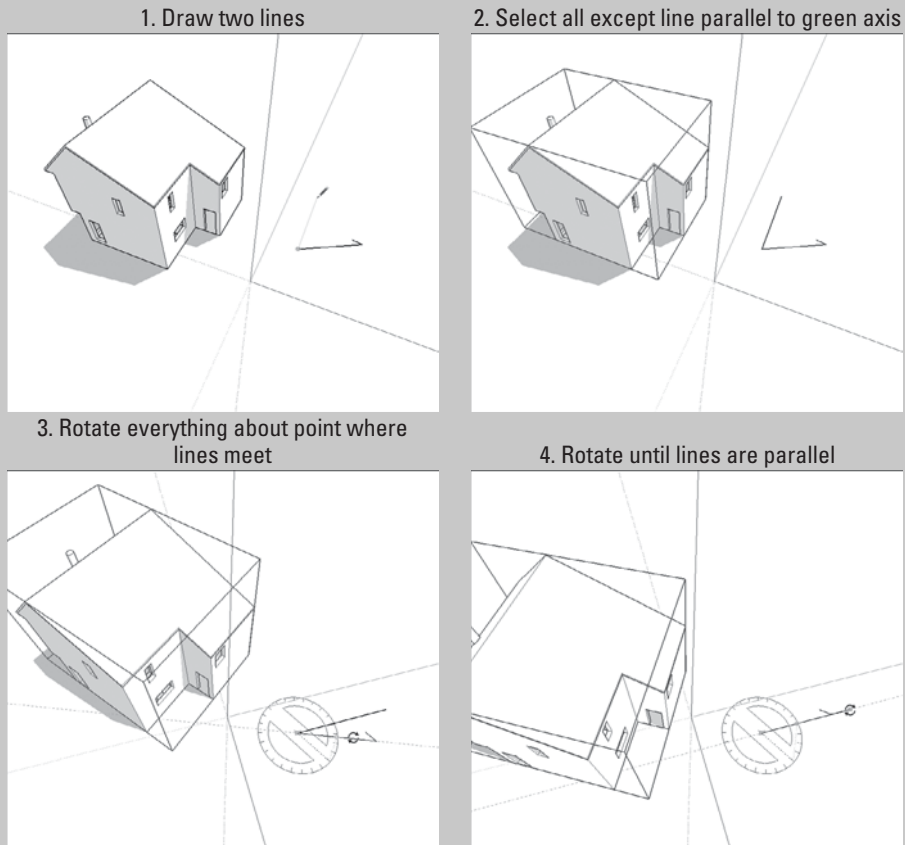 1. Draw two lines
2. Select all except line parallel to green axis
3. Rotate everything about point where
lines meet
4. Rotate until lines are parallel